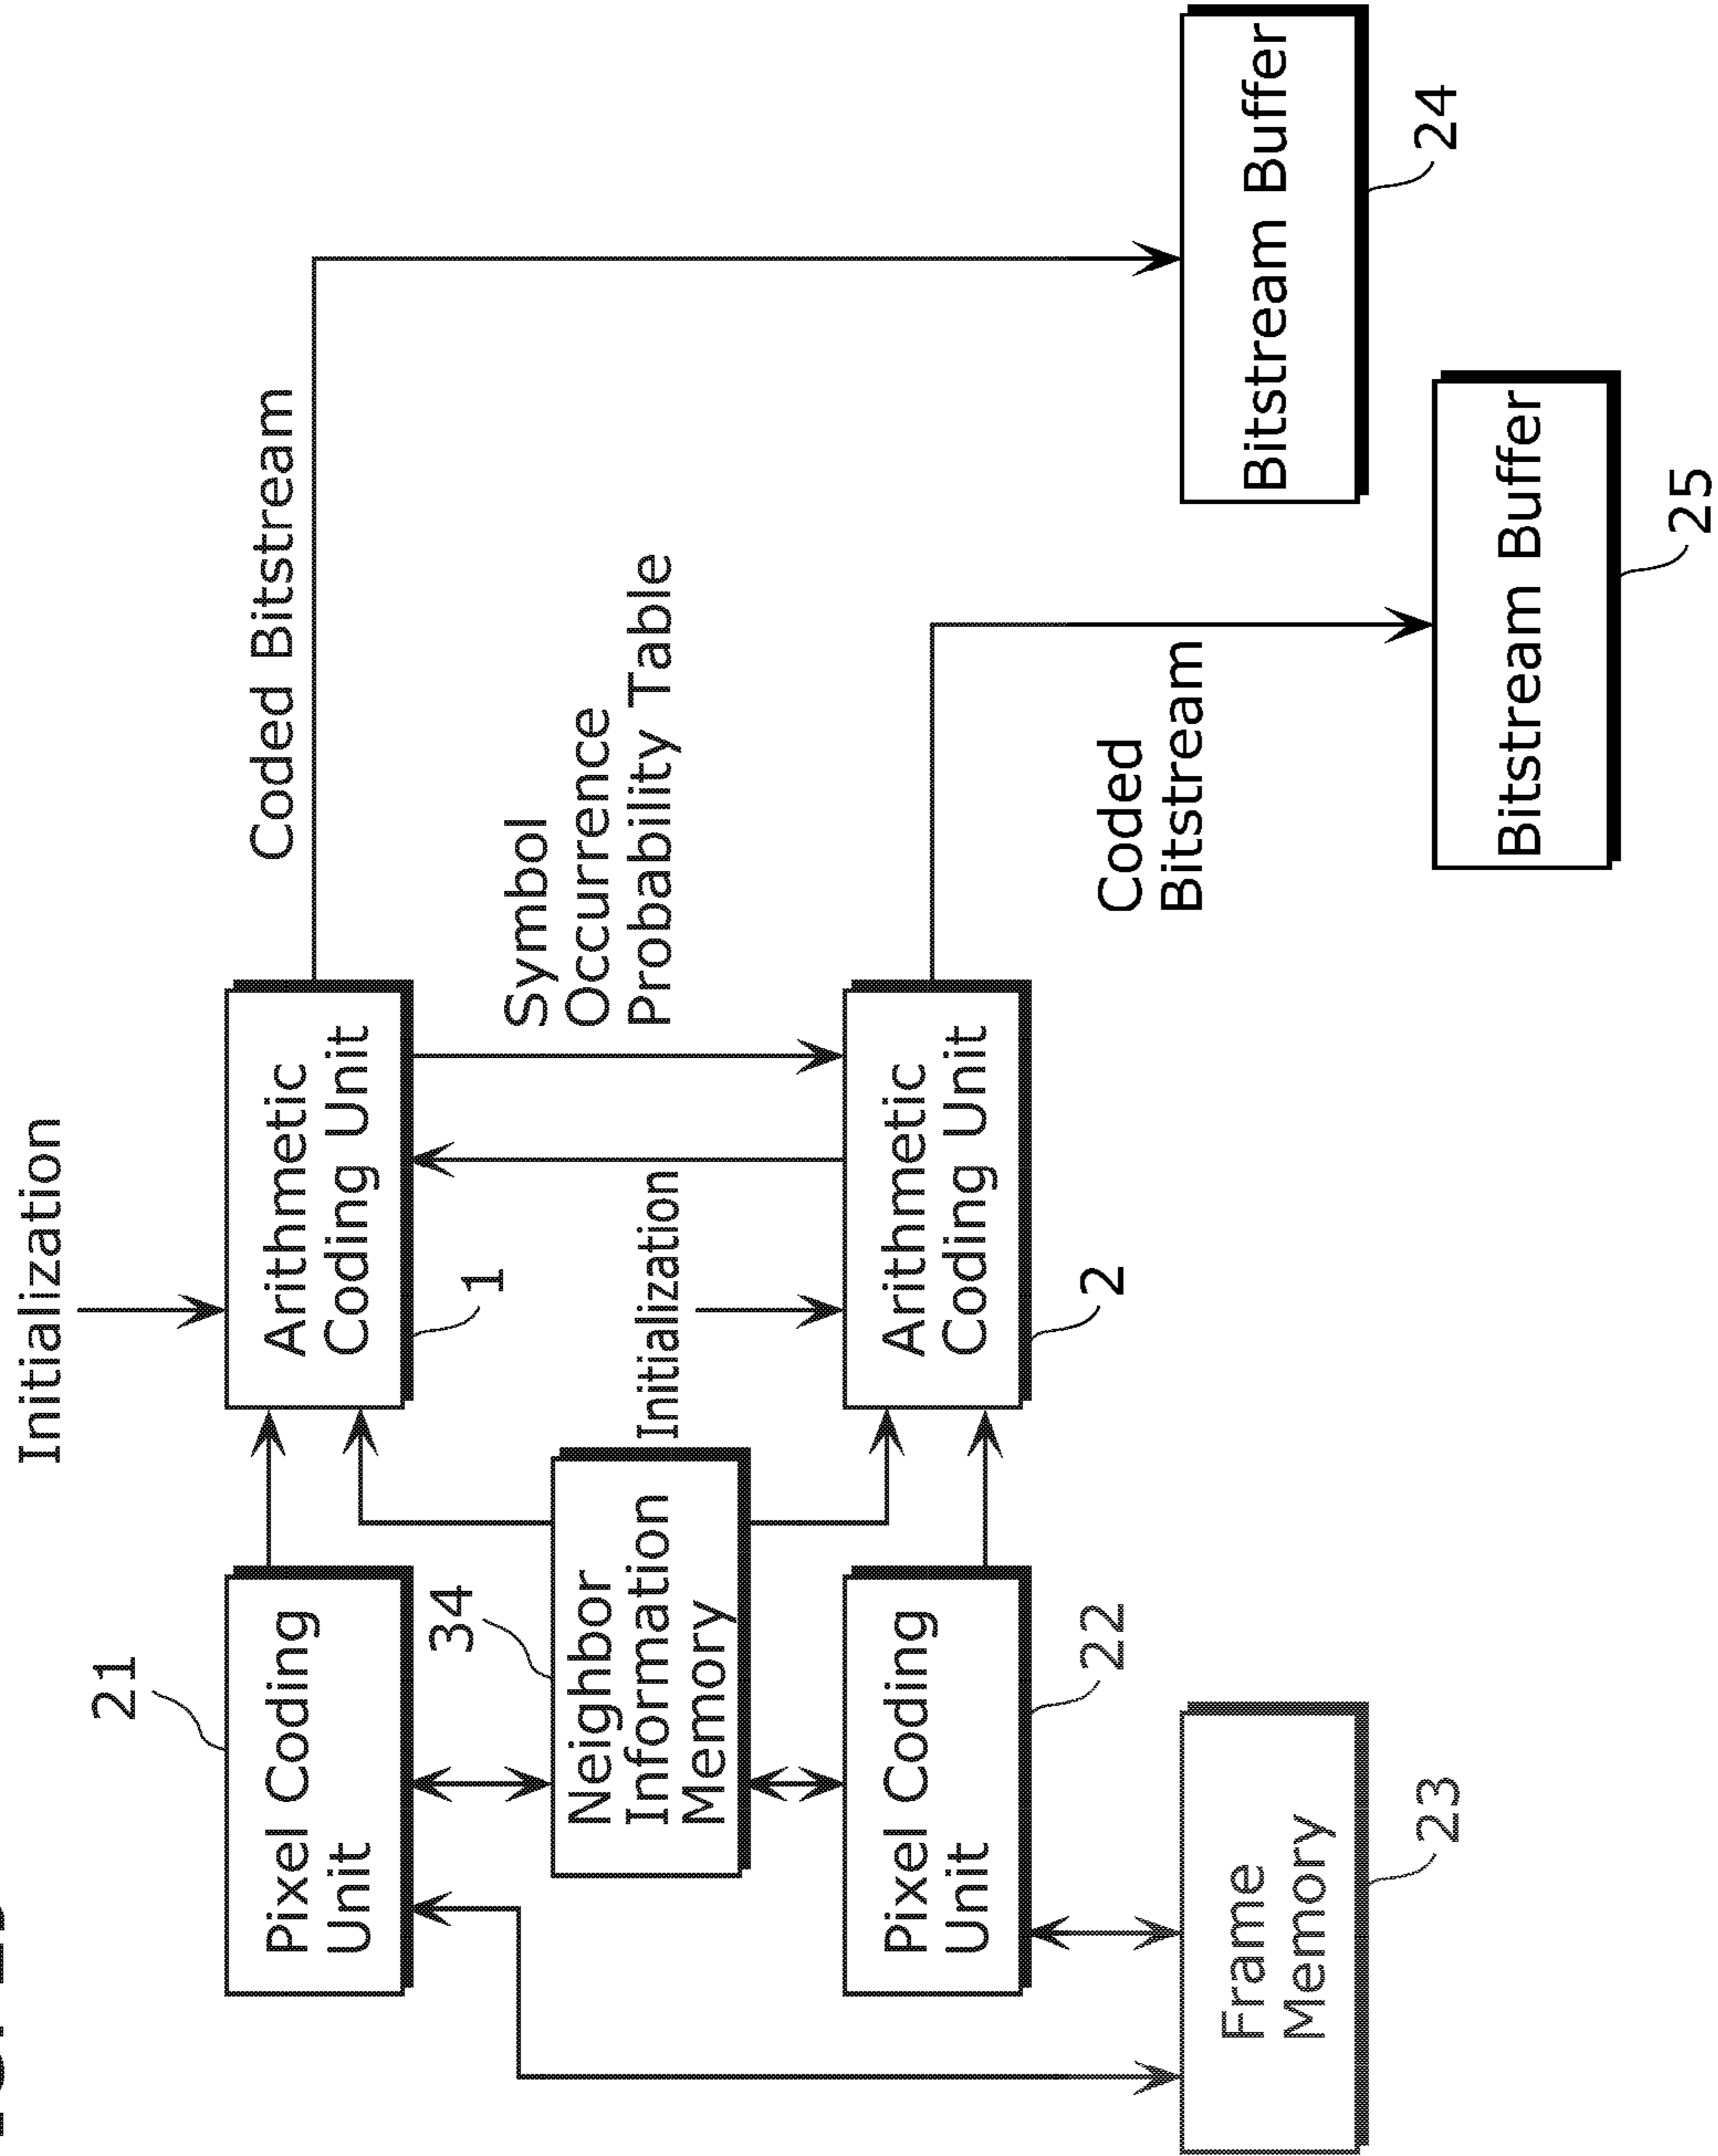 Initialization
21
Pixel Coding
Unit
Arithmetic
Coding Unit
Coded Bitstream
34
1
Symbol
Occurrence
Probability Table
Neighbor
Information
Memory
Initialization
Pixel Coding
Unit
Arithmetic
Coding Unit
22
2
Coded
Bitstream
Frame
Memory
Bitstream Buffer
23
24
Bitstream Buffer
25